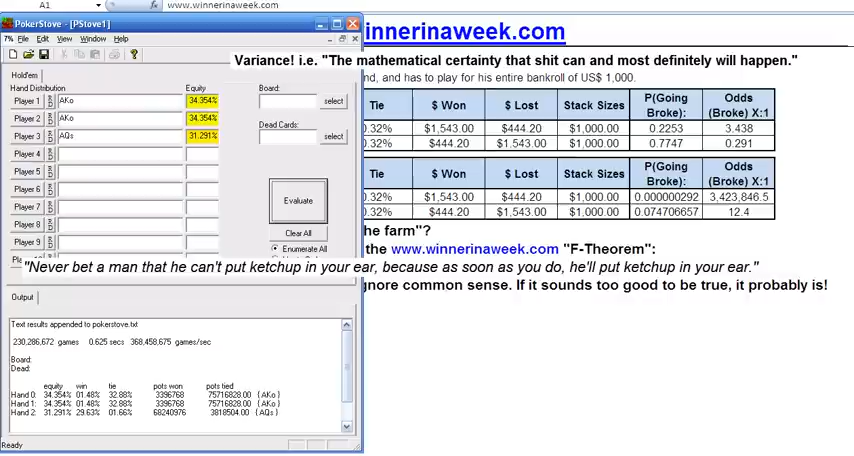 A1
fx
www.winnerinaweek.com
PokerStove - [PStove1]
File Edit View Window Help
innerinaweek.com
Variance! i.e. "The mathematical certainty that shit can and most definitely will happen."
nd, and has to play for his entire bankroll of US$ 1,000.
Hold'em
Hand Distribution Equity Board:
Player 1 AKo 34.354% select
Player 2 AKo 34.354% Dead Cards:
Player 3 AQs 31.291% select
Player 4
Player 5
Player 6
Player 7
Player 8
Player 9
Evaluate
Clear All
Enumerate All
Tie $ Won $ Lost Stack Sizes P(Going Broke): Odds (Broke) X:1
0.32% $1,543.00 $444.20 $1,000.00 0.2253 3.438
0.32% $444.20 $1,543.00 $1,000.00 0.7747 0.291
Tie $ Won $ Lost Stack Sizes P(Going Broke): Odds (Broke) X:1
0.32% $1,543.00 $444.20 $1,000.00 0.000000292 3,423,846.5
0.32% $444.20 $1,543.00 $1,000.00 0.074706657 12.4
he farm"?
the www.winnerinaweek.com "F-Theorem":
"Never bet a man that he can't put ketchup in your ear, because as soon as you do, he'll put ketchup in your ear."
gnore common sense. If it sounds too good to be true, it probably is!
Output
Text results appended to pokerstove.txt
230,286,672 games 0.625 secs 368,458,675 games/sec
Board:
Dead:
equity win tie pots won pots tied
Hand 0: 34.354% 01.48% 32.88% 3396768 75716828.00 { AKo }
Hand 1: 34.354% 01.48% 32.88% 3396768 75716828.00 { AKo }
Hand 2: 31.291% 29.63% 01.66% 68240976 3818504.00 { AQs }
Ready